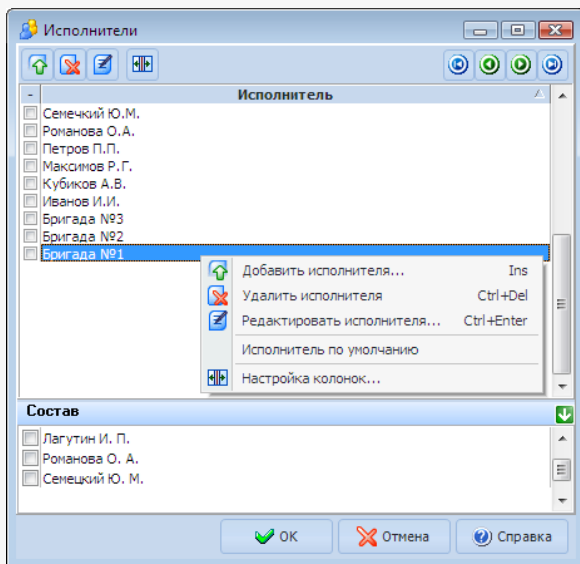 Исполнители
- Исполнитель
Семечкий Ю.М.
Романова О.А.
Петров П.П.
Максимов Р.Г.
Кубиков А.В.
Иванов И.И.
Бригада №3
Бригада №2
Бригада №1
Добавить исполнителя... Ins
Удалить исполнителя Ctrl+Del
Редактировать исполнителя... Ctrl+Enter
Исполнитель по умолчанию
Настройка колонок...
Состав
Лагутин И. П.
Романова О. А.
Семецкий Ю. М.
ОК Отмена Справка